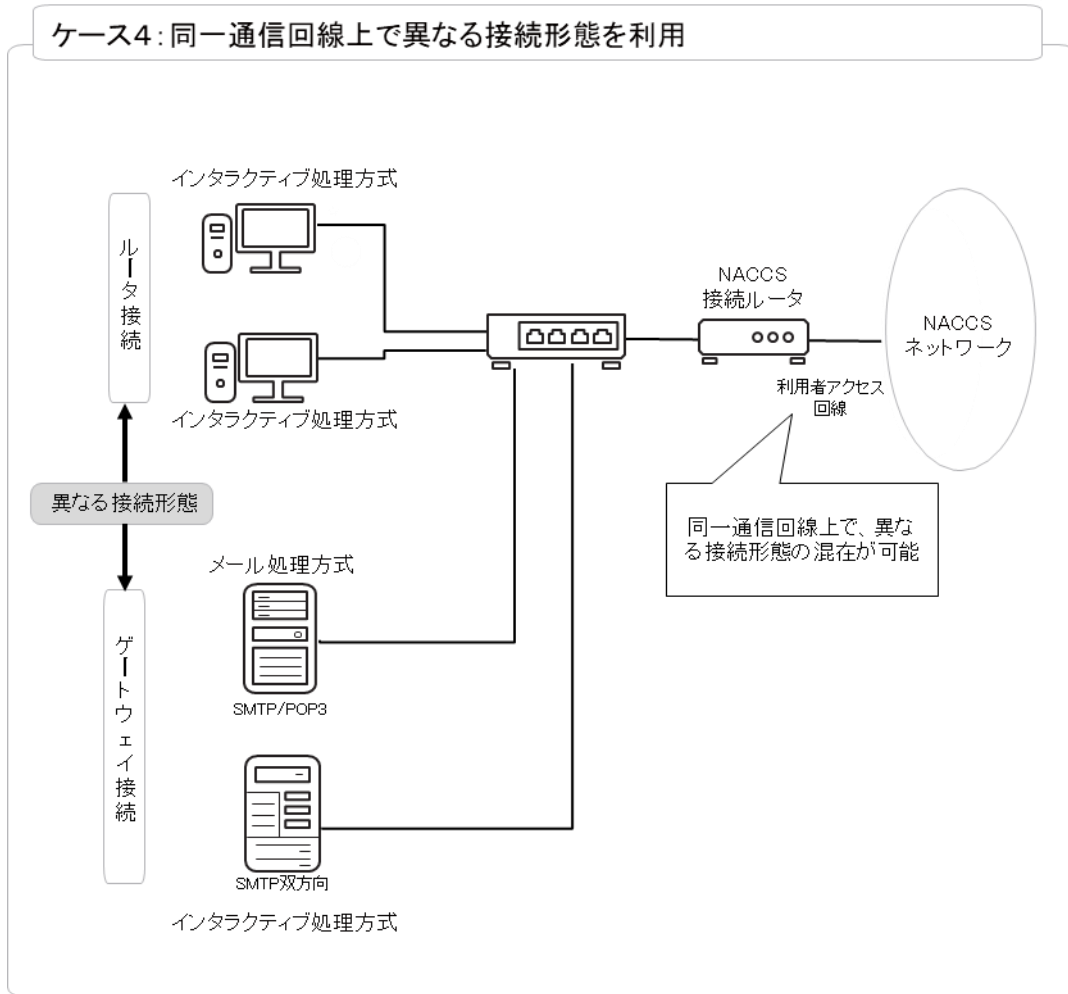 ケース4：同一通信回線上で異なる接続形態を利用
インタラクティブ処理方式
ルータ接続
インタラクティブ処理方式
NACCS
接続ルータ
NACCS
ネットワーク
利用者アクセス
回線
異なる接続形態
同一通信回線上で、異な
る接続形態の混在が可能
メール処理方式
SMTP/POP3
ゲートウェイ接続
SMTP双方向
インタラクティブ処理方式